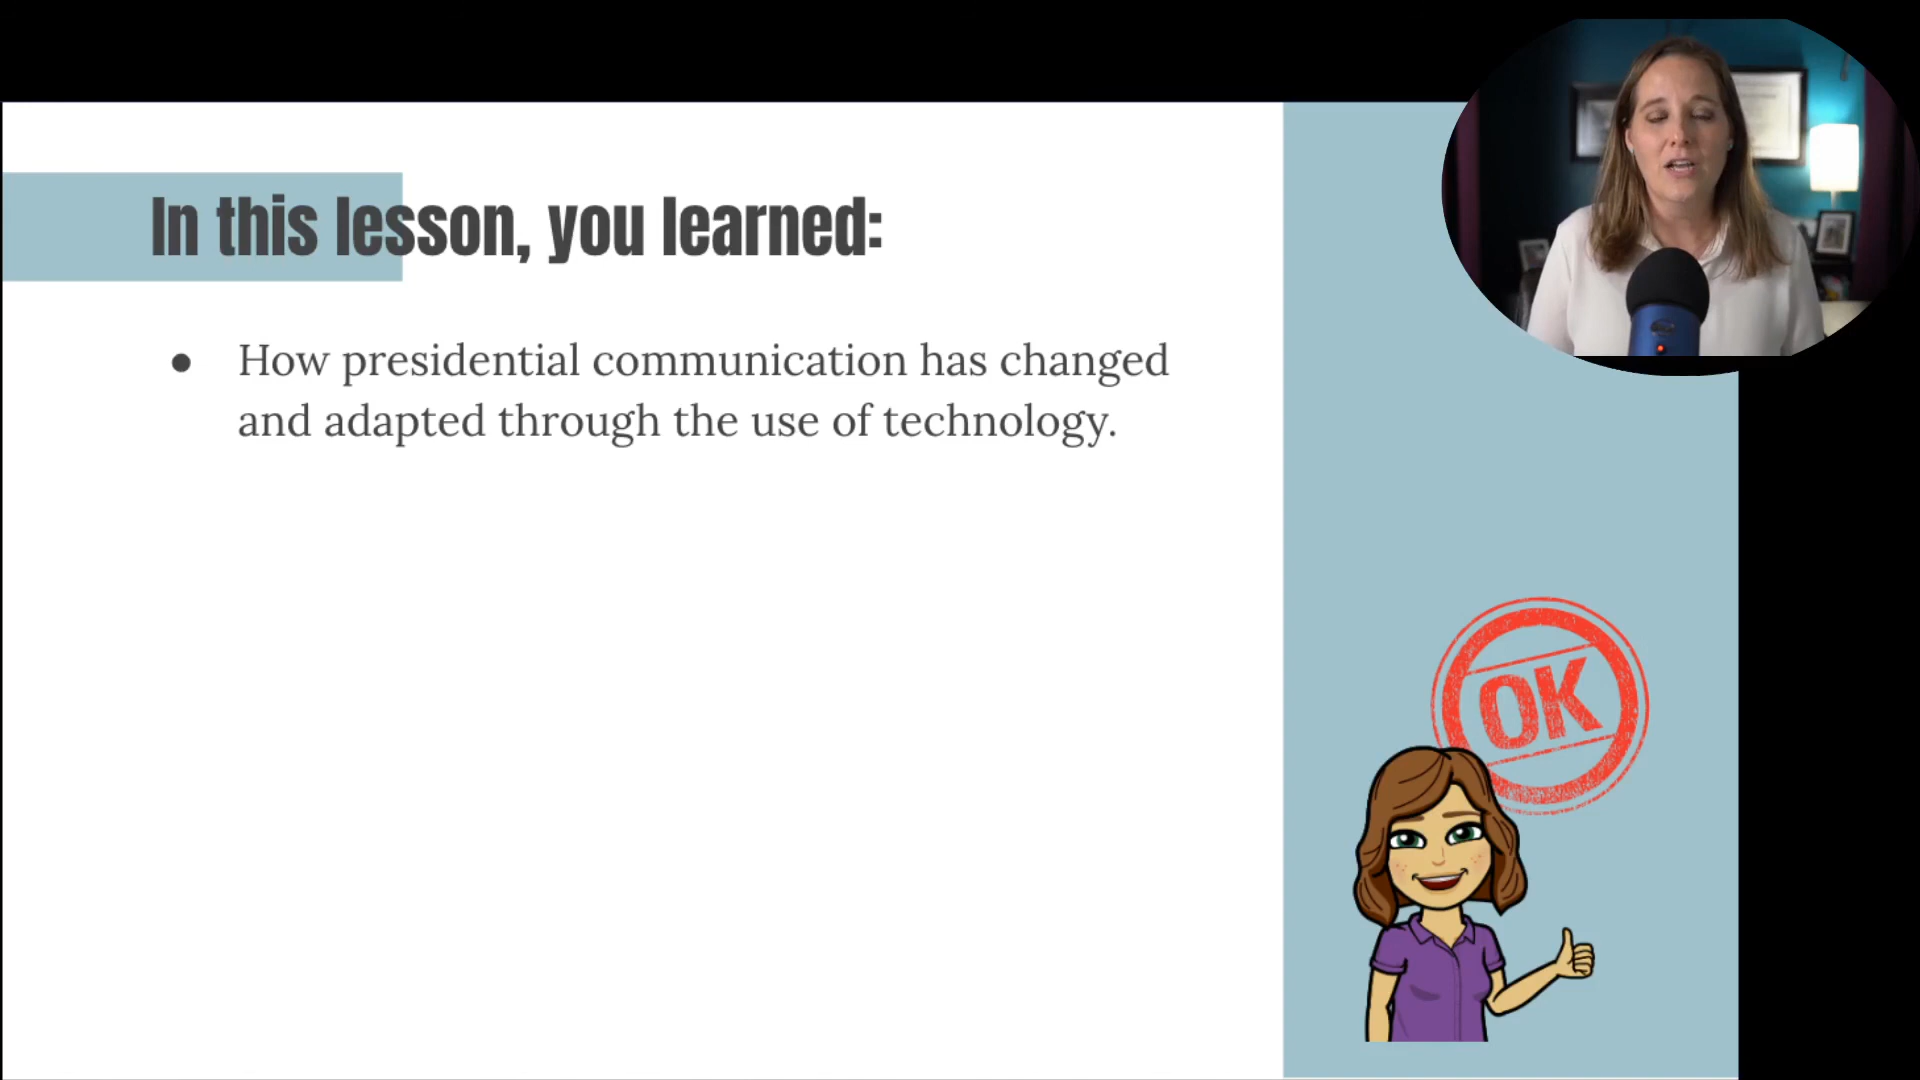 In this lesson, you learned:
● How presidential communication has changed
and adapted through the use of technology.
OK